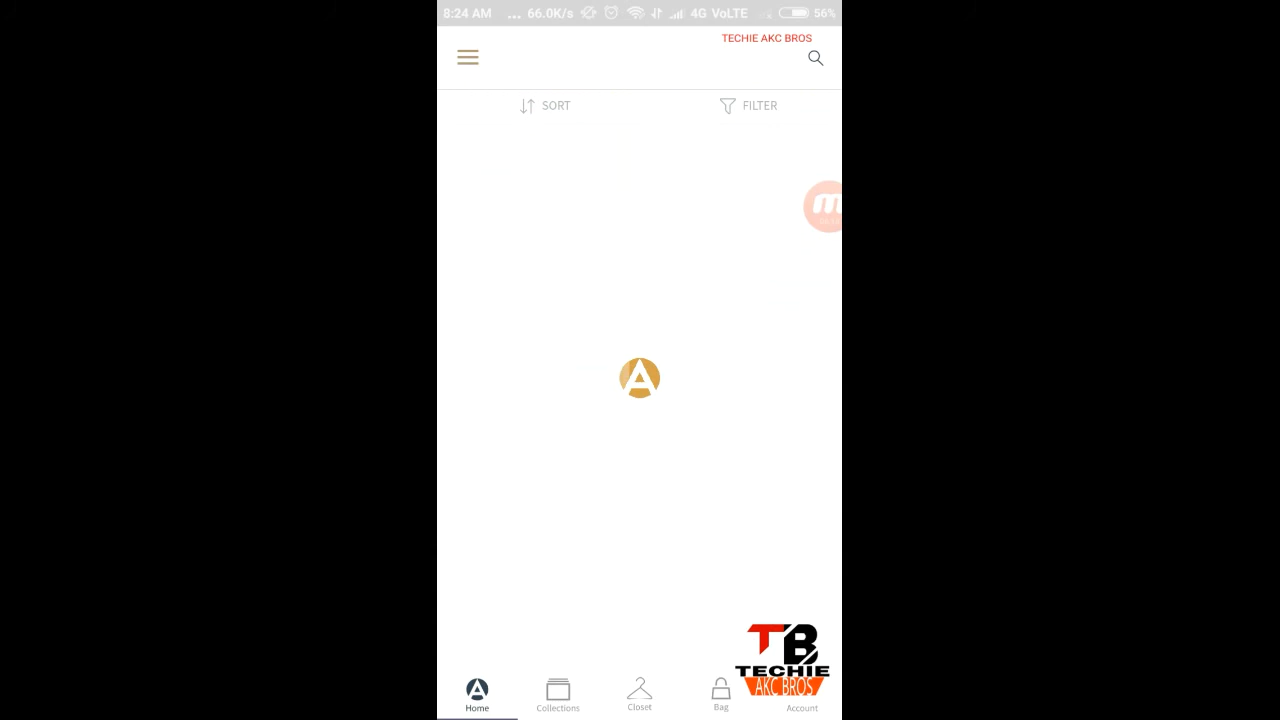 8:24 AM ... 66.0K/s 4G VoLTE 56%
TECHIE AKC BROS
SORT FILTER
A
TB
TECHIE
AKC BROS
Home Collections Closet Bag Account